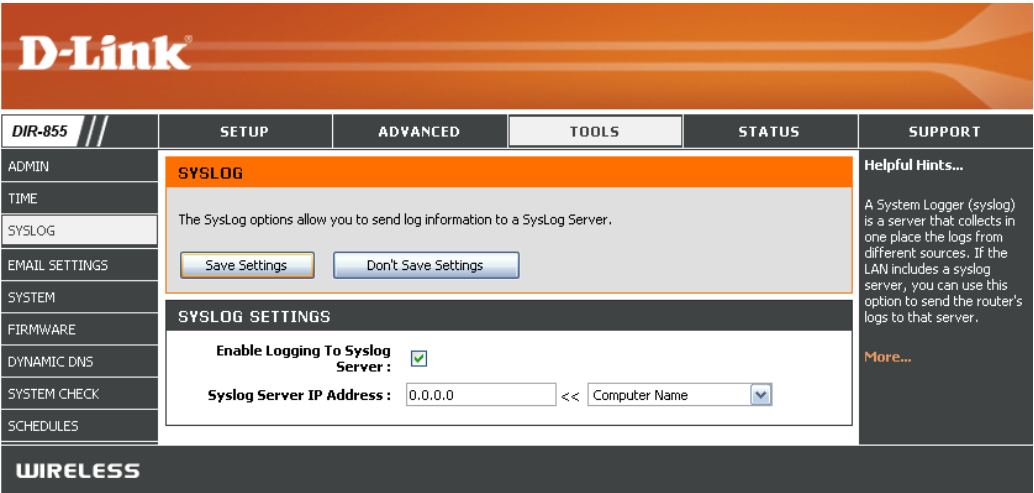 D-Link
DIR-855
SETUP
ADVANCED
TOOLS
STATUS
SUPPORT
ADMIN
TIME
SYSLOG
EMAIL SETTINGS
SYSTEM
FIRMWARE
DYNAMIC DNS
SYSTEM CHECK
SCHEDULES
SYSLOG
The SysLog options allow you to send log information to a SysLog Server.
Save Settings
Don't Save Settings
SYSLOG SETTINGS
Enable Logging To Syslog
Server :
Syslog Server IP Address :
0.0.0.0
<<
Computer Name
Helpful Hints...
A System Logger (syslog)
is a server that collects in
one place the logs from
different sources. If the
LAN includes a syslog
server, you can use this
option to send the router's
logs to that server.
More...
WIRELESS